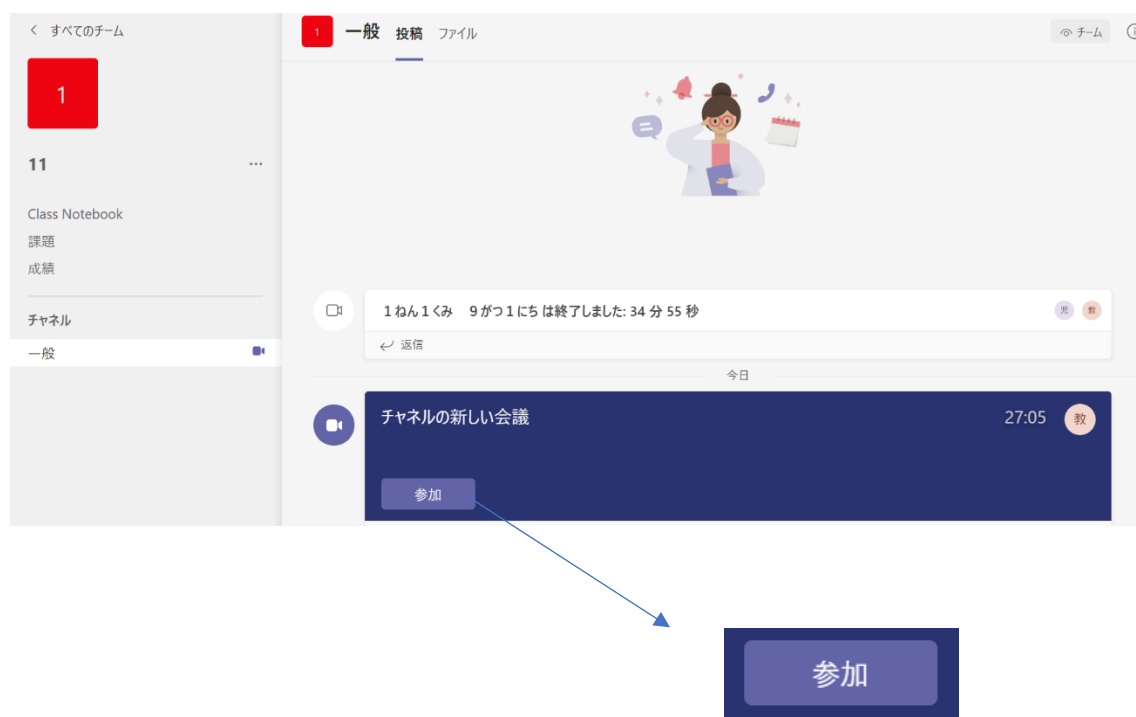 < すべてのチーム
1
11
...
Class Notebook
課題
成績
チャネル
一般
1 一般 投稿 ファイル
チーム
1ねん1くみ 9がつ1にち は終了しました: 34 分 55 秒
児 教
返信
今日
チャネルの新しい会議
27:05 教
参加
参加